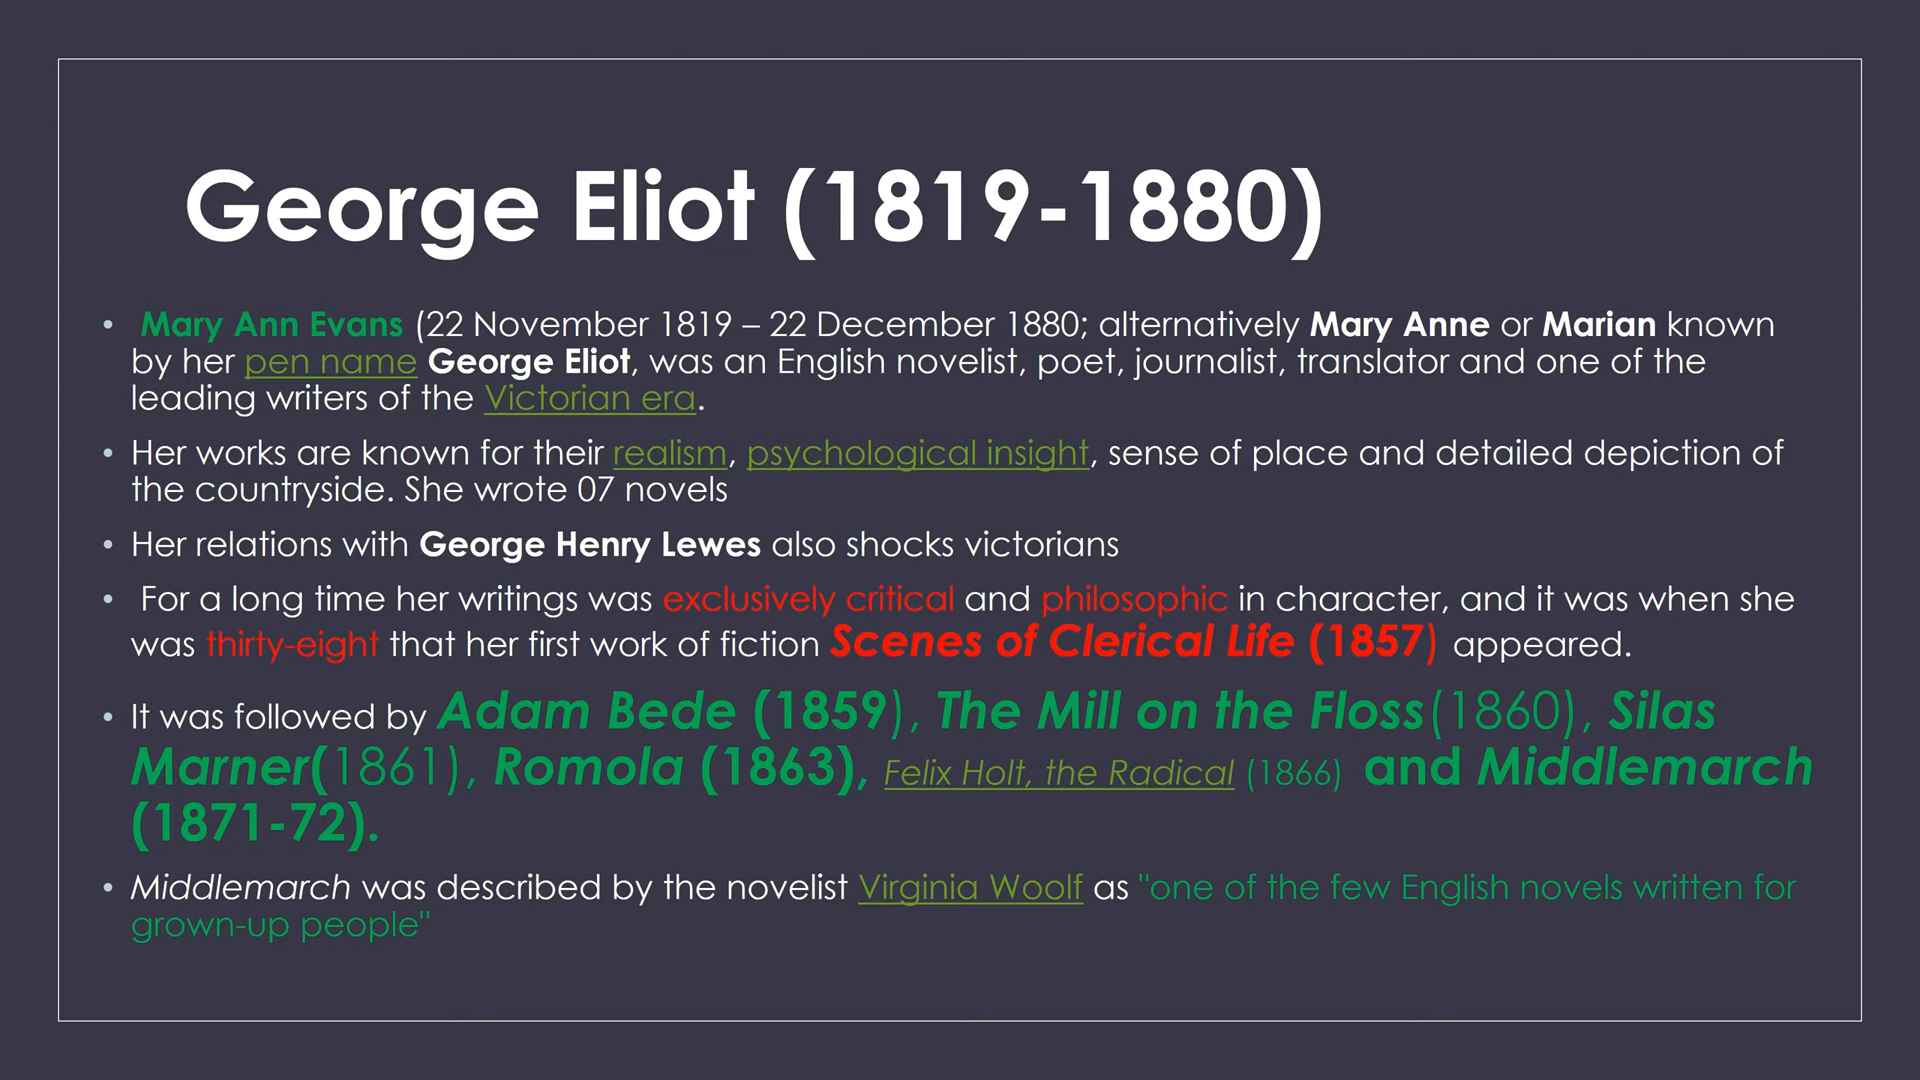 George Eliot (1819-1880)
• Mary Ann Evans (22 November 1819 – 22 December 1880; alternatively Mary Anne or Marian known
by her pen name George Eliot, was an English novelist, poet, journalist, translator and one of the
leading writers of the Victorian era.
• Her works are known for their realism, psychological insight, sense of place and detailed depiction of
the countryside. She wrote 07 novels
• Her relations with George Henry Lewes also shocks victorians
• For a long time her writings was exclusively critical and philosophic in character, and it was when she
was thirty-eight that her first work of fiction Scenes of Clerical Life (1857) appeared.
• It was followed by Adam Bede (1859), The Mill on the Floss(1860), Silas
Marner(1861), Romola (1863), Felix Holt, the Radical (1866) and Middlemarch
(1871-72).
• Middlemarch was described by the novelist Virginia Woolf as "one of the few English novels written for
grown-up people"